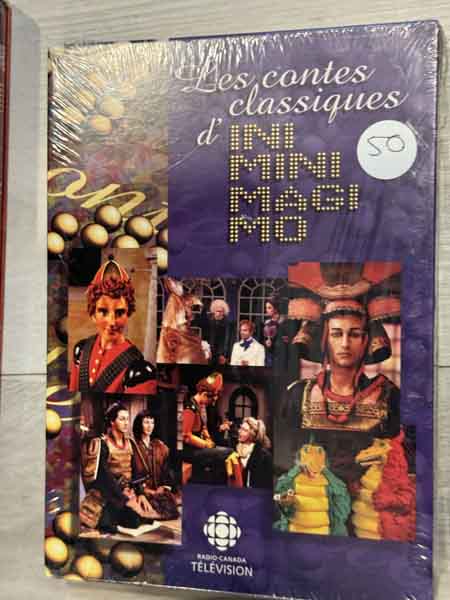 Les contes
classiques
d'INI
MINI
MAGI
MO
50
RADIO-CANADA
TÉLÉVISION